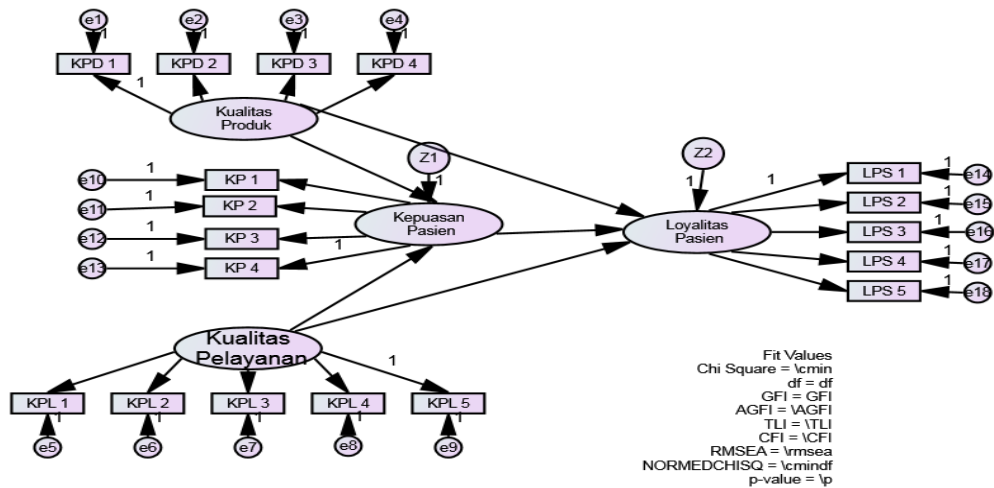 e1 e2 e3 e4
1 1 1 1
KPD 1 KPD 2 KPD 3 KPD 4
1
Kualitas
Produk
Z1
1
Z2
1
e10 1 KP 1
e11 1 KP 2
e12 1 KP 3
e13 1 KP 4
1
Kepuasan
Pasien
Loyalitas
Pasien
1
LPS 1 1 e14
LPS 2 1 e15
LPS 3 1 e16
LPS 4 1 e17
LPS 5 1 e18
Kualitas
Pelayanan
1
KPL 1 KPL 2 KPL 3 KPL 4 KPL 5
1 1 1 1 1
e5 e6 e7 e8 e9
Fit Values
Chi Square = \cmin
df = df
GFI = GFI
AGFI = \AGFI
TLI = \TLI
CFI = \CFI
RMSEA = \rmsea
NORMEDCHISQ = \cmindf
p-value = \p